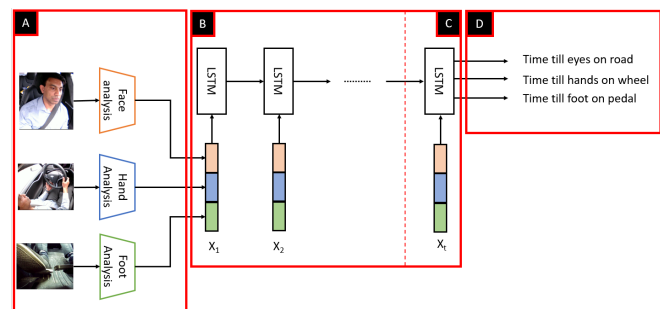 A
B
C
D
Face analysis
Hand Analysis
Foot Analysis
LSTM
LSTM
..........
LSTM
X1
X2
Xt
Time till eyes on road
Time till hands on wheel
Time till foot on pedal